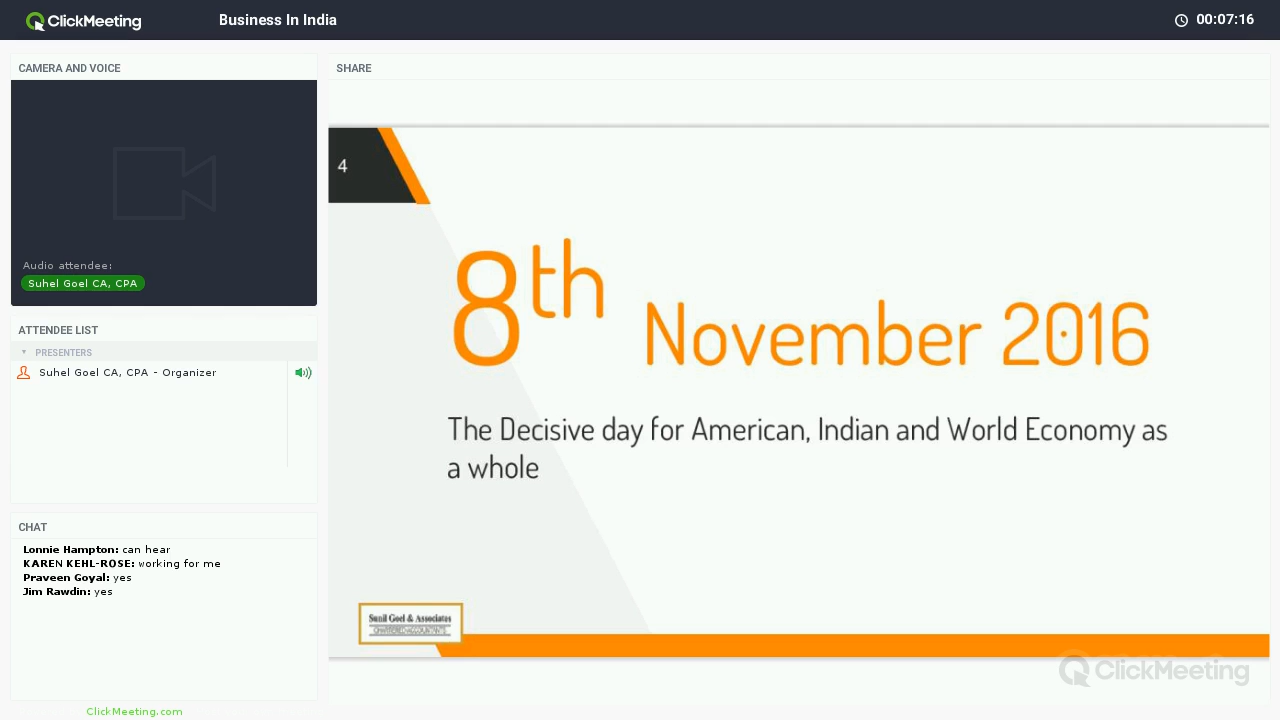 ClickMeeting
Business In India
00:07:16
CAMERA AND VOICE
Audio attendee:
Suhel Goel CA, CPA
ATTENDEE LIST
PRESENTERS
Suhel Goel CA, CPA - Organizer
CHAT
Lonnie Hampton: can hear
KAREN KEHL-ROSE: working for me
Praveen Goyal: yes
Jim Rawdin: yes
ClickMeeting.com
SHARE
4
8th November 2016
The Decisive day for American, Indian and World Economy as
a whole
Sunil Goel & Associates
CHARTERED ACCOUNTANTS
ClickMeeting